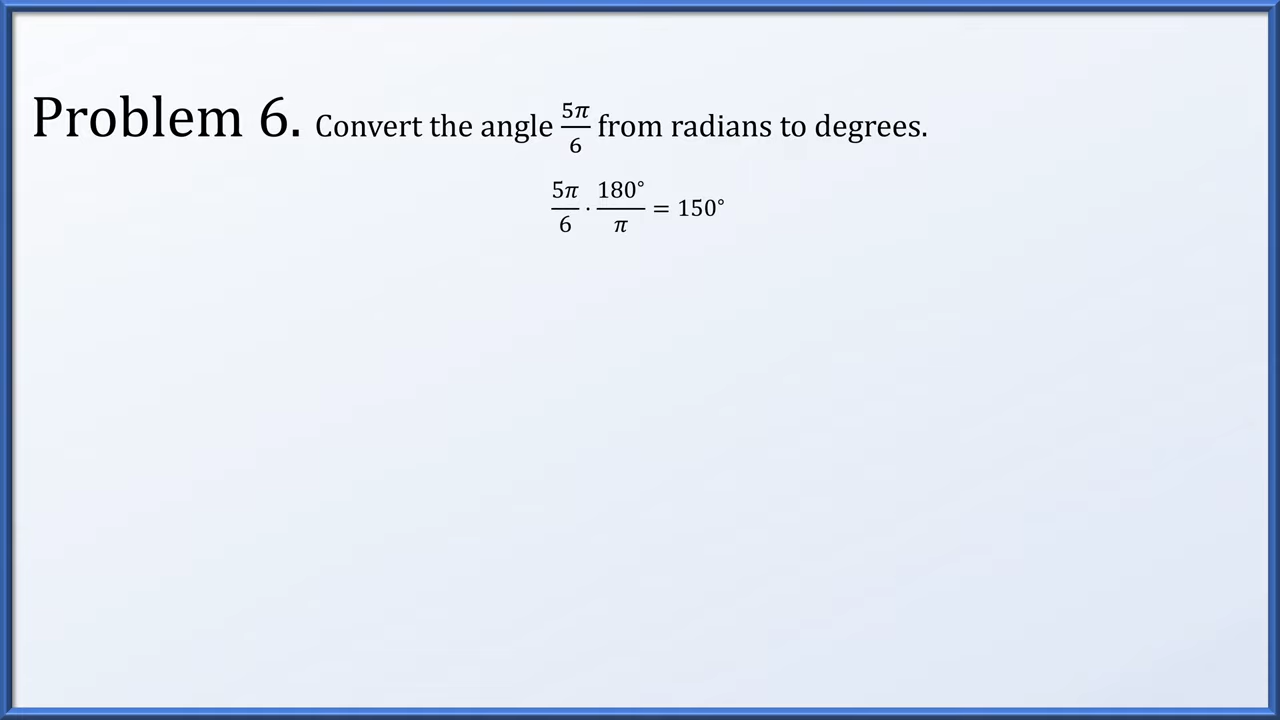 Problem 6. Convert the angle 5π/6 from radians to degrees.
5π/6 · 180°/π = 150°